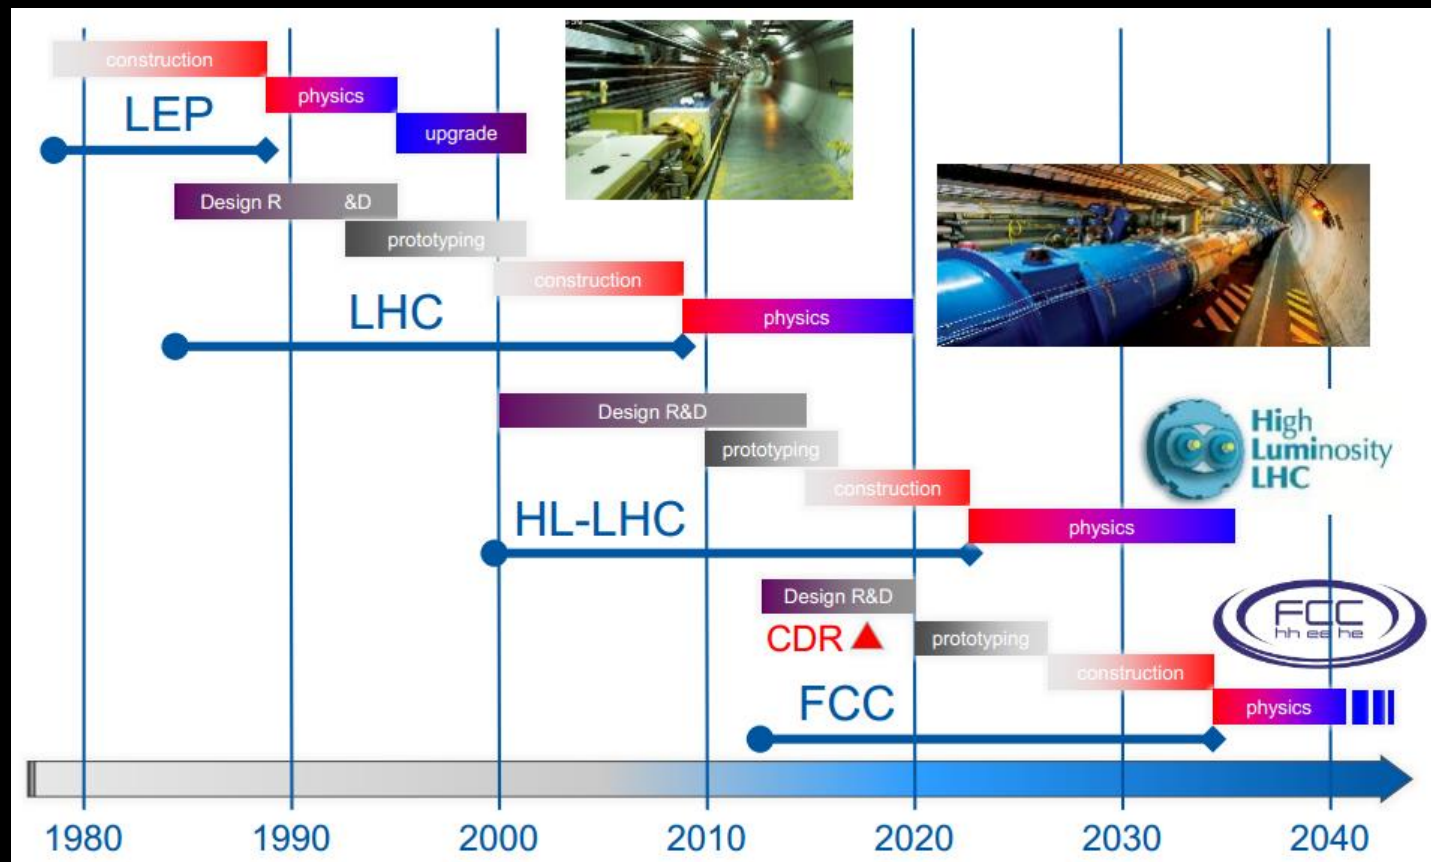 construction
physics
LEP
upgrade
Design R &D
prototyping
construction
LHC
physics
Design R&D
prototyping
High
Luminosity
LHC
construction
HL-LHC
physics
Design R&D
CDR
prototyping
FCC
hh ee he
construction
FCC
physics
1980 1990 2000 2010 2020 2030 2040